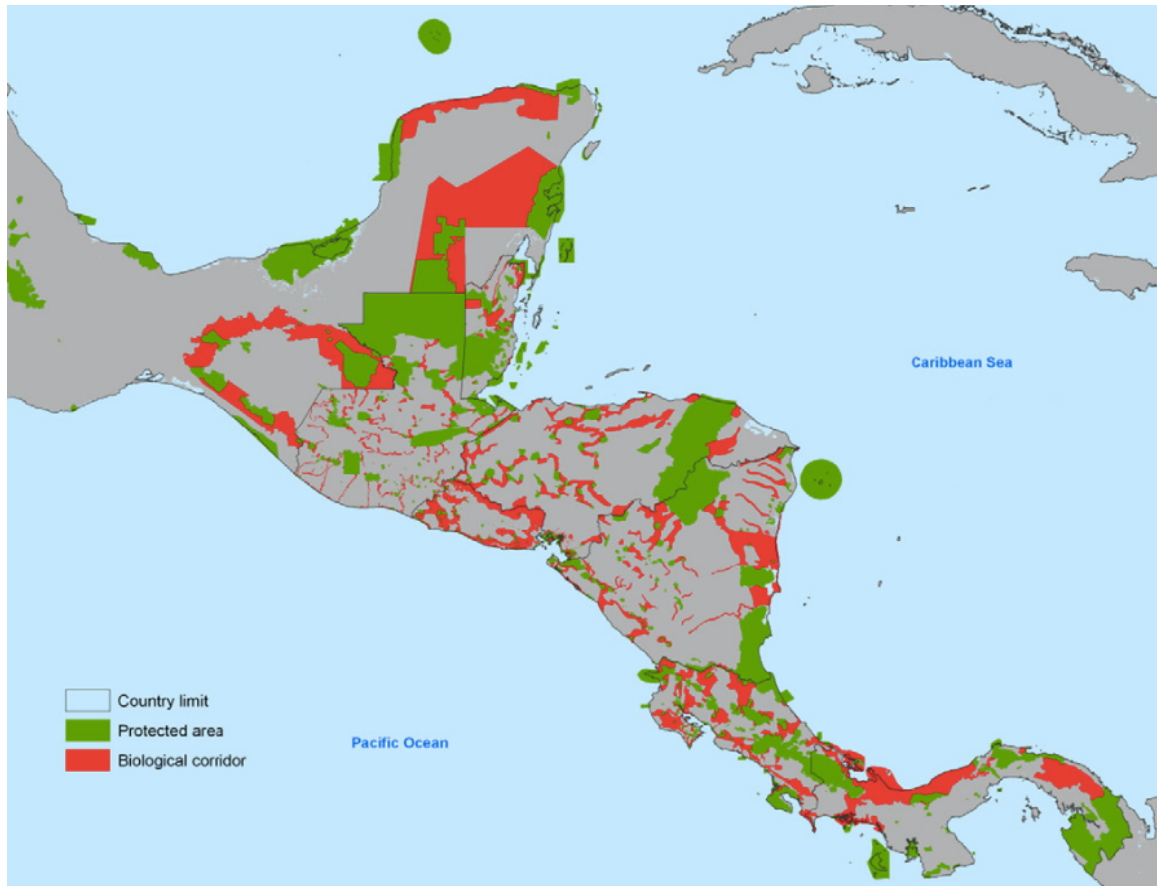 Caribbean Sea
Country limit
Protected area
Biological corridor
Pacific Ocean